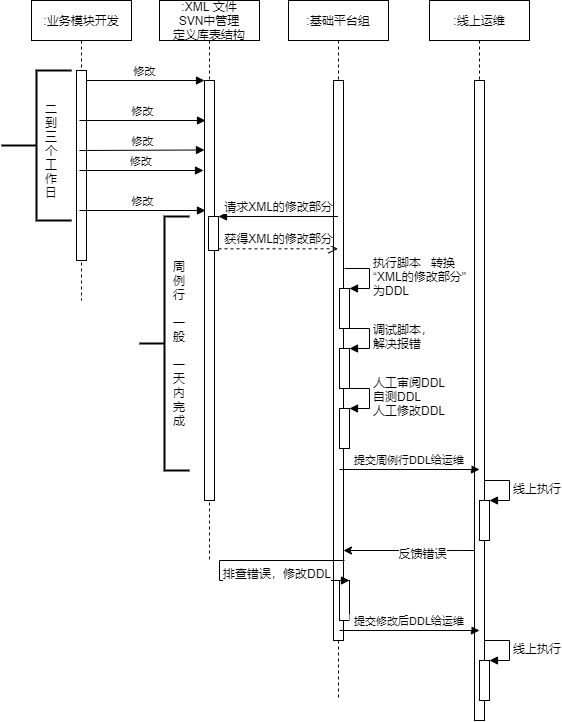 :业务模块开发
:XML 文件
SVN中管理
定义库表结构
:基础平台组
:线上运维
修改
修改
修改
修改
修改
二到三个工作日
请求XML的修改部分
获得XML的修改部分
周例行 一般 一天内完成
执行脚本 转换
“XML的修改部分”
为DDL
调试脚本，
解决报错
人工审阅DDL
自测DDL
人工修改DDL
提交周例行DDL给运维
线上执行
反馈错误
排查错误，修改DDL
提交修改后DDL给运维
线上执行